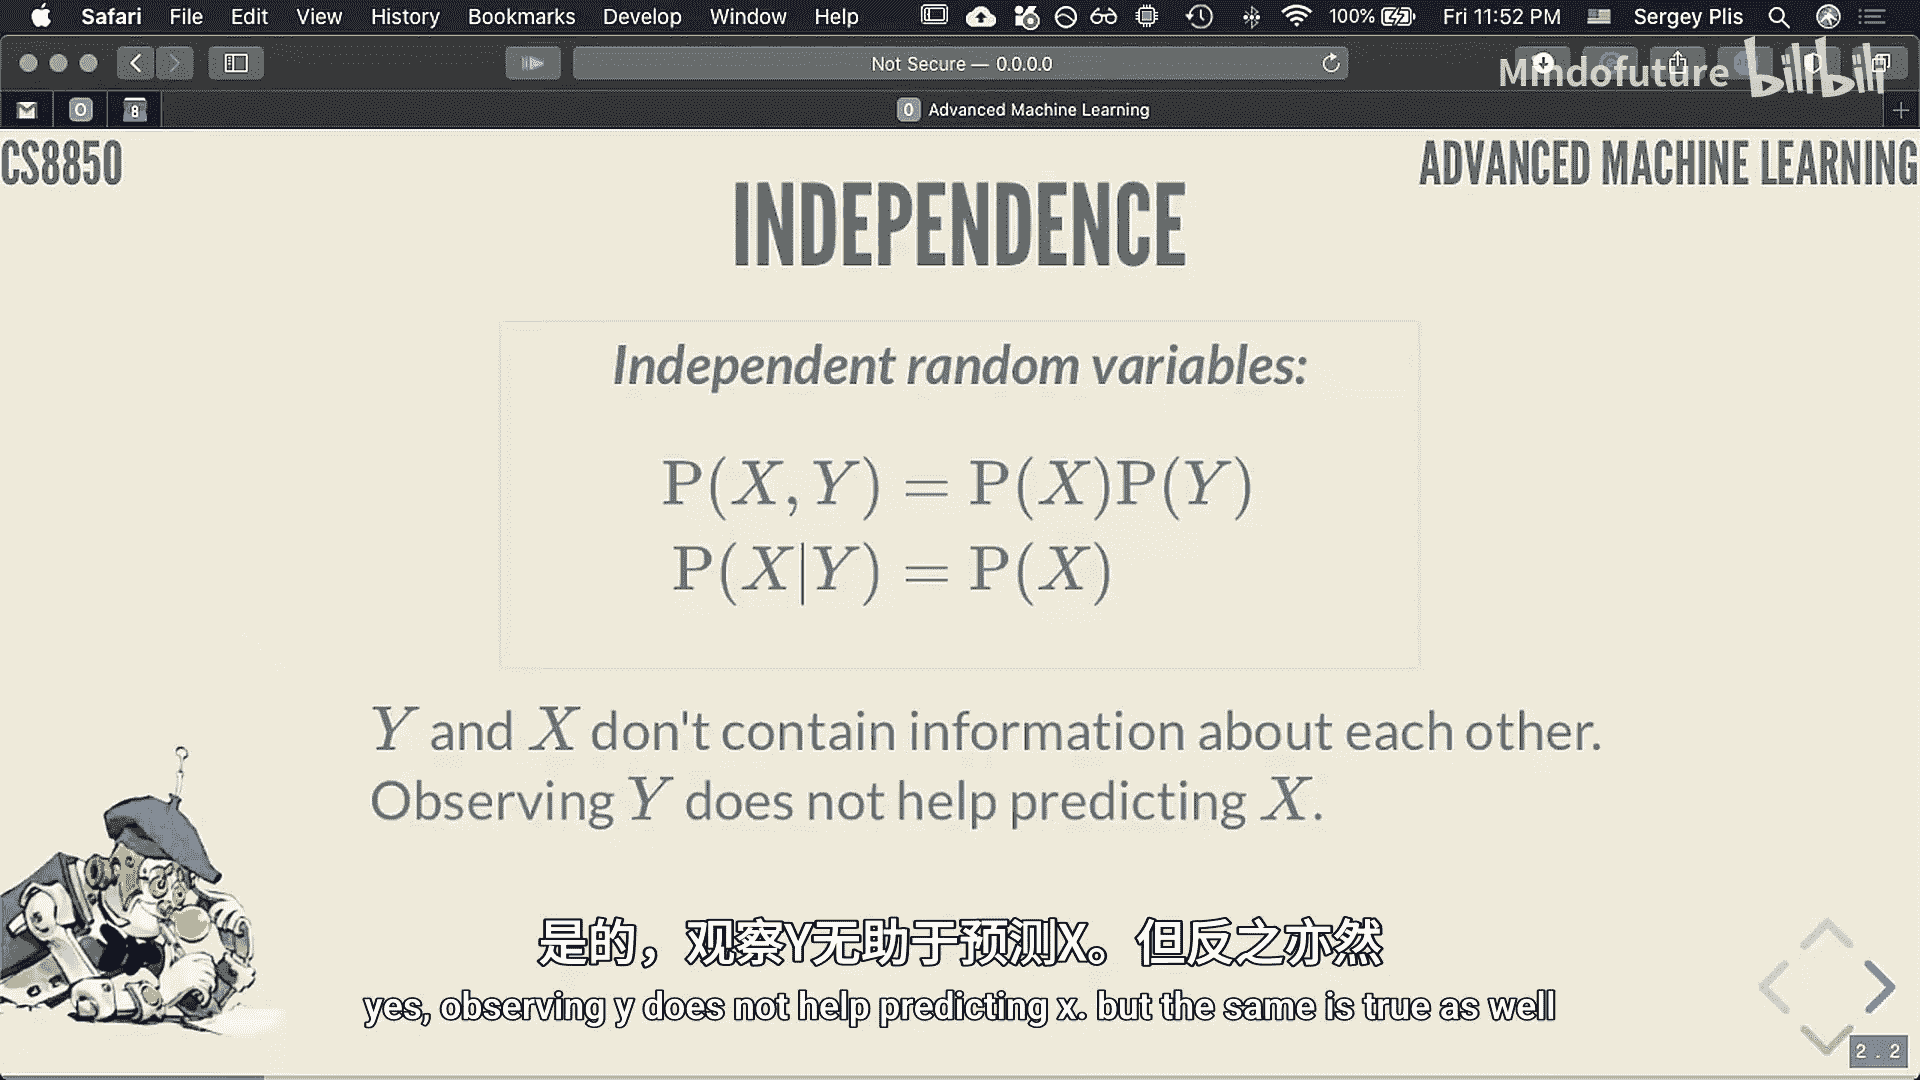 Safari File Edit View History Bookmarks Develop Window Help 100% Fri 11:52 PM Sergey Plis
Not Secure — 0.0.0.0
Mindofuture bilibili
8 O Advanced Machine Learning
CS8850
ADVANCED MACHINE LEARNING
INDEPENDENCE
Independent random variables:
P(X, Y) = P(X)P(Y)
P(X|Y) = P(X)
Y and X don't contain information about each other.
Observing Y does not help predicting X.
是的，观察Y无助于预测X。但反之亦然
yes, observing y does not help predicting x. but the same is true as well
2 . 2